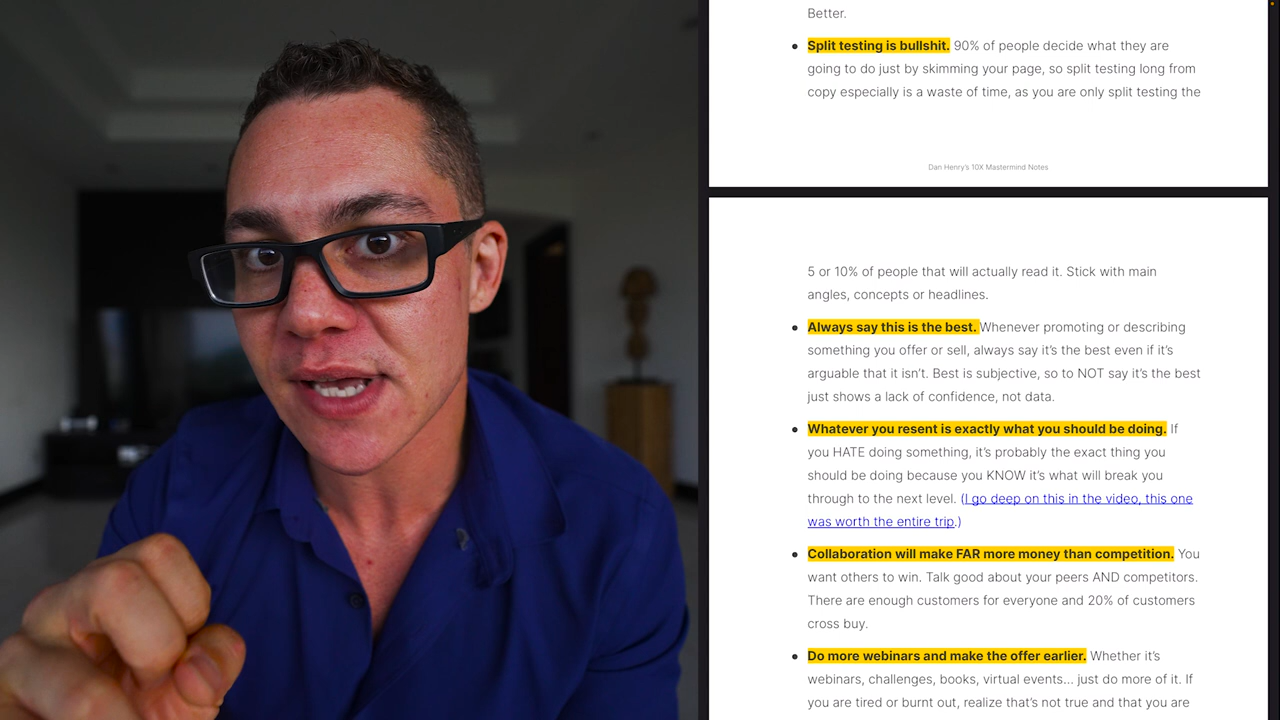 Better.
Split testing is bullshit. 90% of people decide what they are
going to do just by skimming your page, so split testing long from
copy especially is a waste of time, as you are only split testing the
Dan Henry's 10X Mastermind Notes
5 or 10% of people that will actually read it. Stick with main
angles, concepts or headlines.
Always say this is the best. Whenever promoting or describing
something you offer or sell, always say it's the best even if it's
arguable that it isn't. Best is subjective, so to NOT say it's the best
just shows a lack of confidence, not data.
Whatever you resent is exactly what you should be doing. If
you HATE doing something, it's probably the exact thing you
should be doing because you KNOW it's what will break you
through to the next level. (I go deep on this in the video, this one
was worth the entire trip.)
Collaboration will make FAR more money than competition. You
want others to win. Talk good about your peers AND competitors.
There are enough customers for everyone and 20% of customers
cross buy.
Do more webinars and make the offer earlier. Whether it's
webinars, challenges, books, virtual events... just do more of it. If
you are tired or burnt out, realize that's not true and that you are